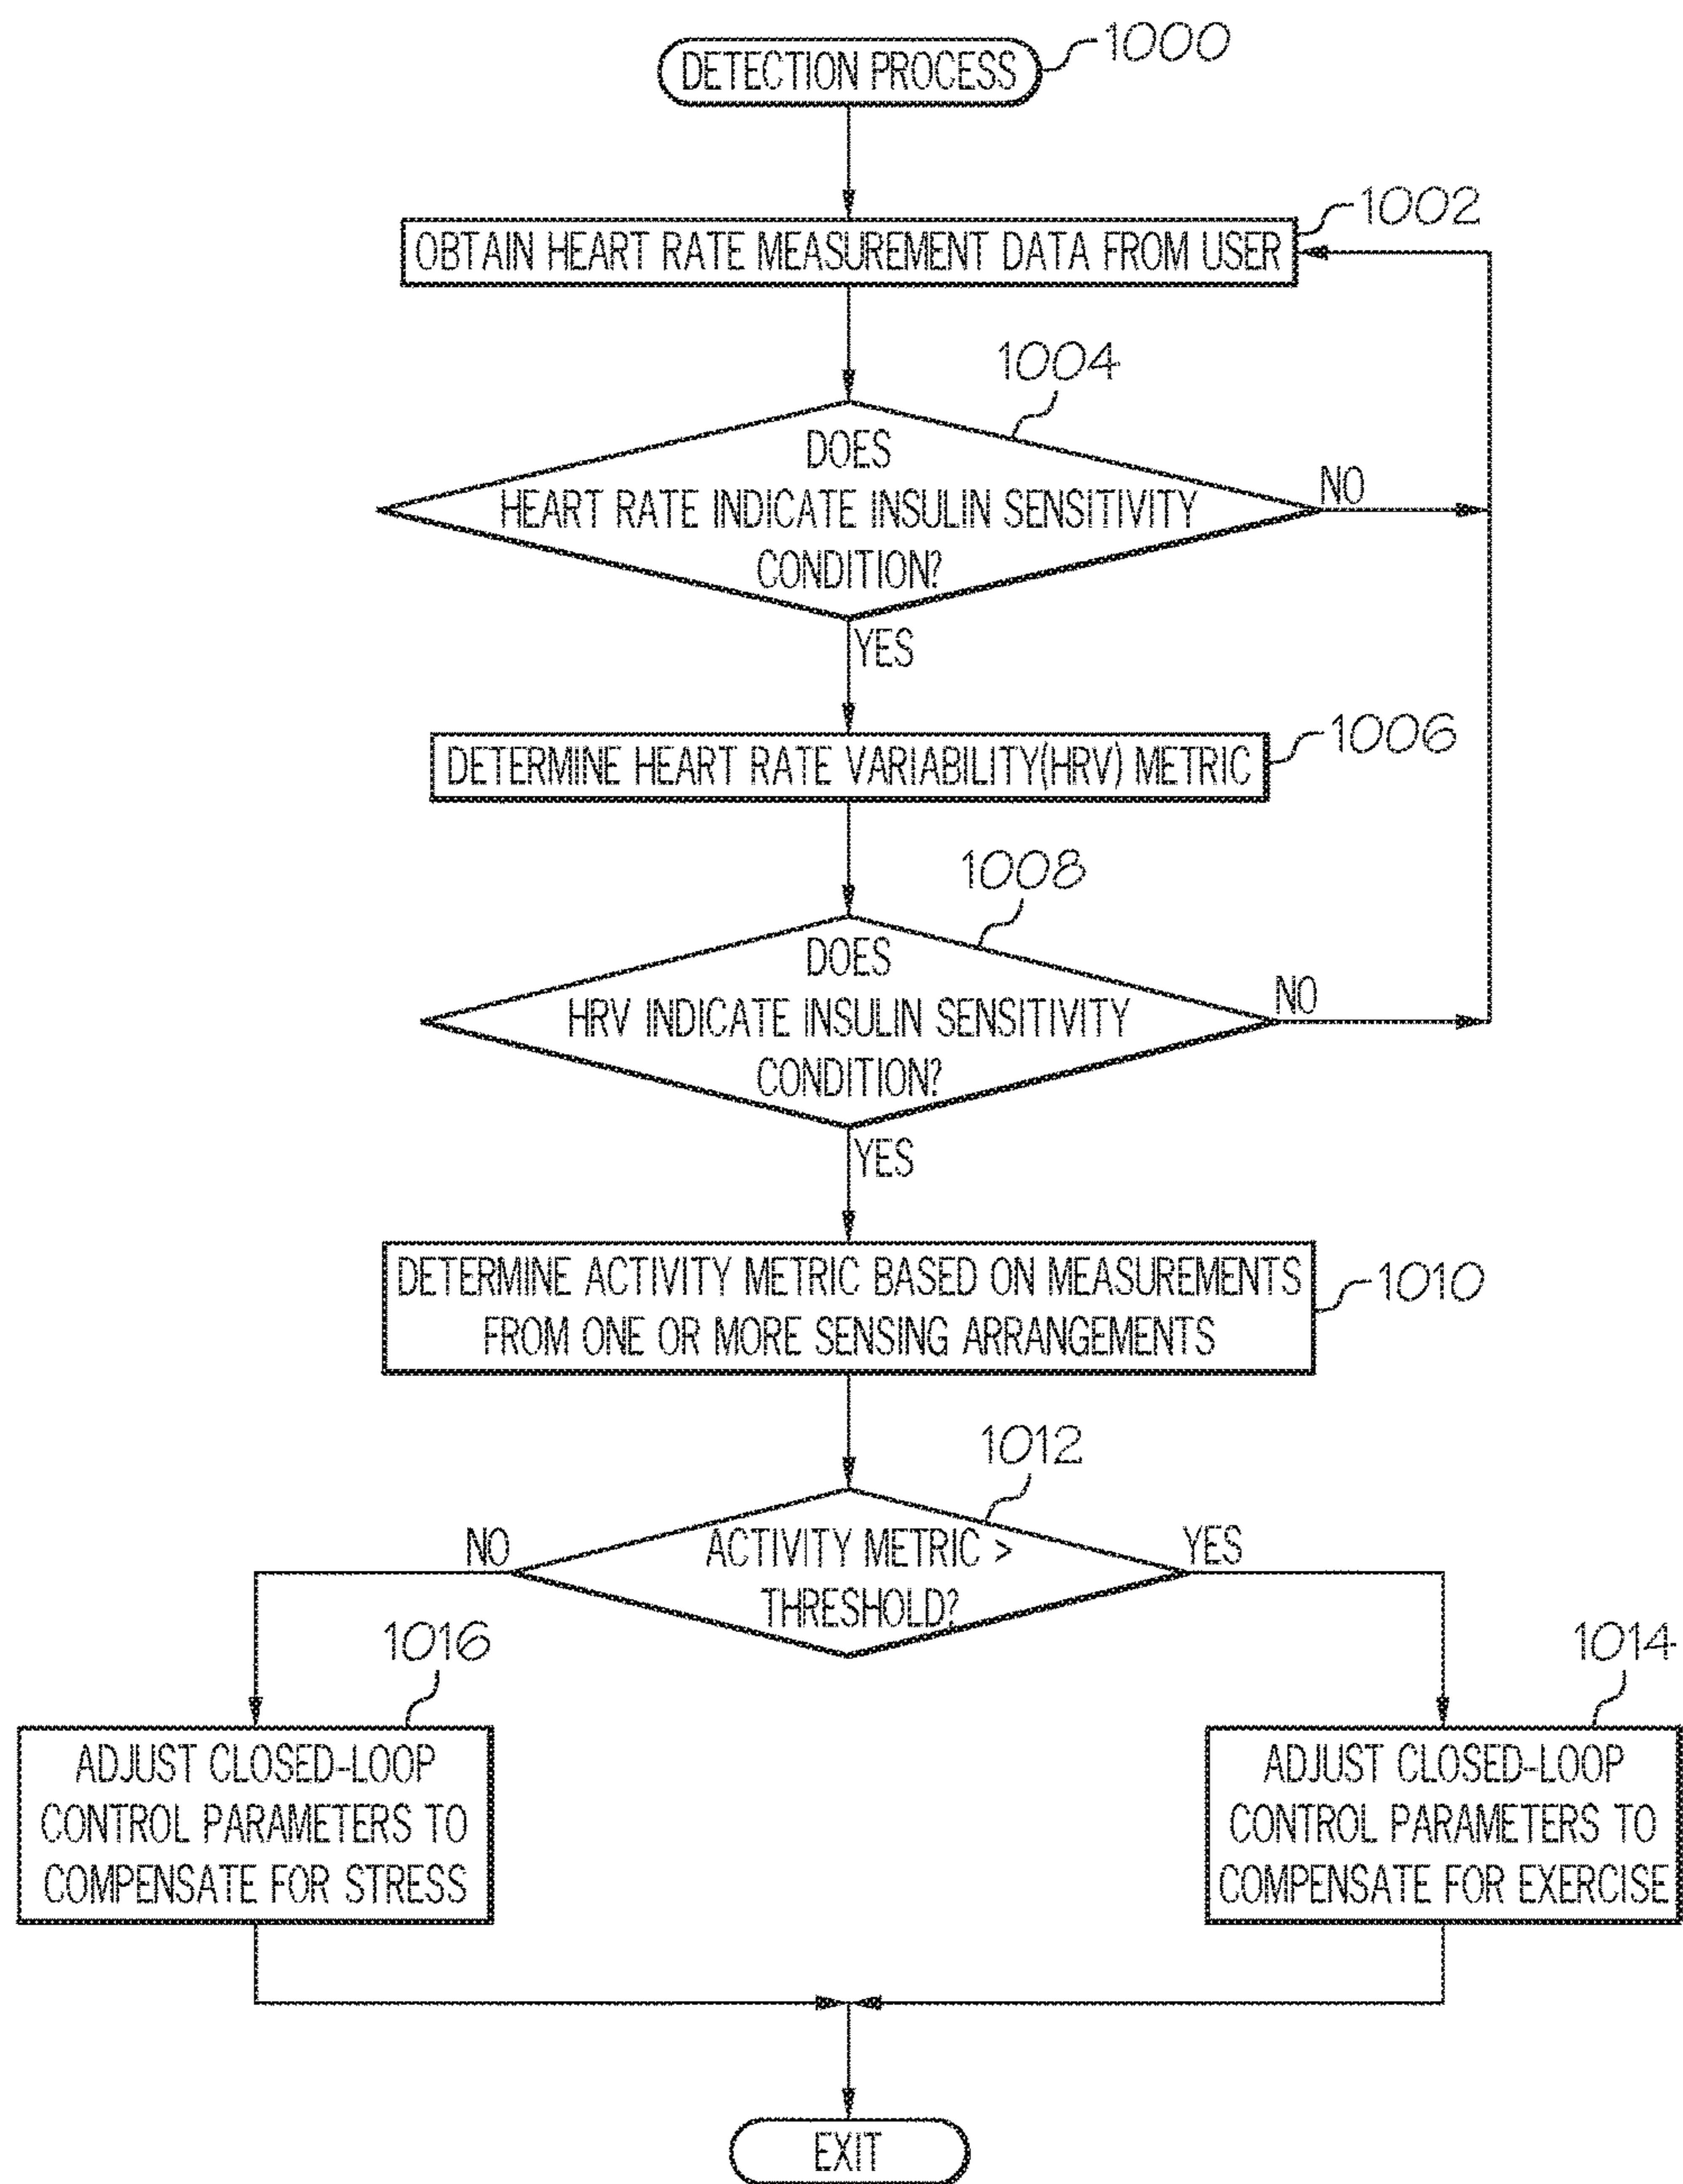 DETECTION PROCESS
1000
OBTAIN HEART RATE MEASUREMENT DATA FROM USER
1002
1004
DOES
HEART RATE INDICATE INSULIN SENSITIVITY
CONDITION?
NO
YES
DETERMINE HEART RATE VARIABILITY(HRV) METRIC
1006
1008
DOES
HRV INDICATE INSULIN SENSITIVITY
CONDITION?
NO
YES
DETERMINE ACTIVITY METRIC BASED ON MEASUREMENTS
FROM ONE OR MORE SENSING ARRANGEMENTS
1010
1012
NO
ACTIVITY METRIC >
THRESHOLD?
YES
1016
ADJUST CLOSED-LOOP
CONTROL PARAMETERS TO
COMPENSATE FOR STRESS
1014
ADJUST CLOSED-LOOP
CONTROL PARAMETERS TO
COMPENSATE FOR EXERCISE
EXIT